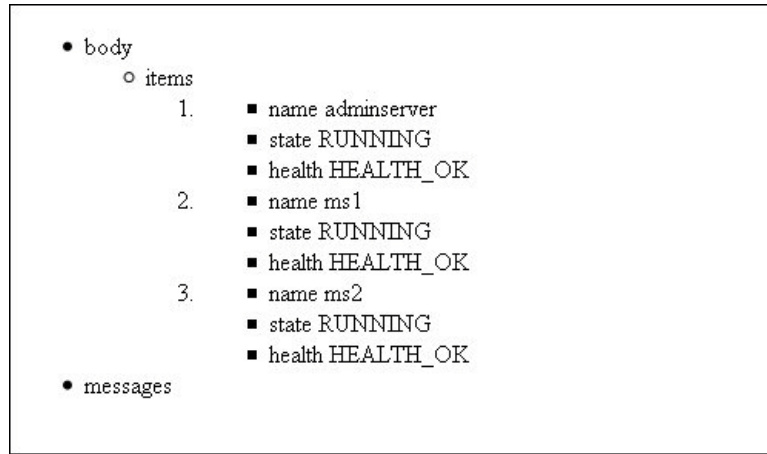 body
items
1. name adminserver
state RUNNING
health HEALTH_OK
2. name ms1
state RUNNING
health HEALTH_OK
3. name ms2
state RUNNING
health HEALTH_OK
messages